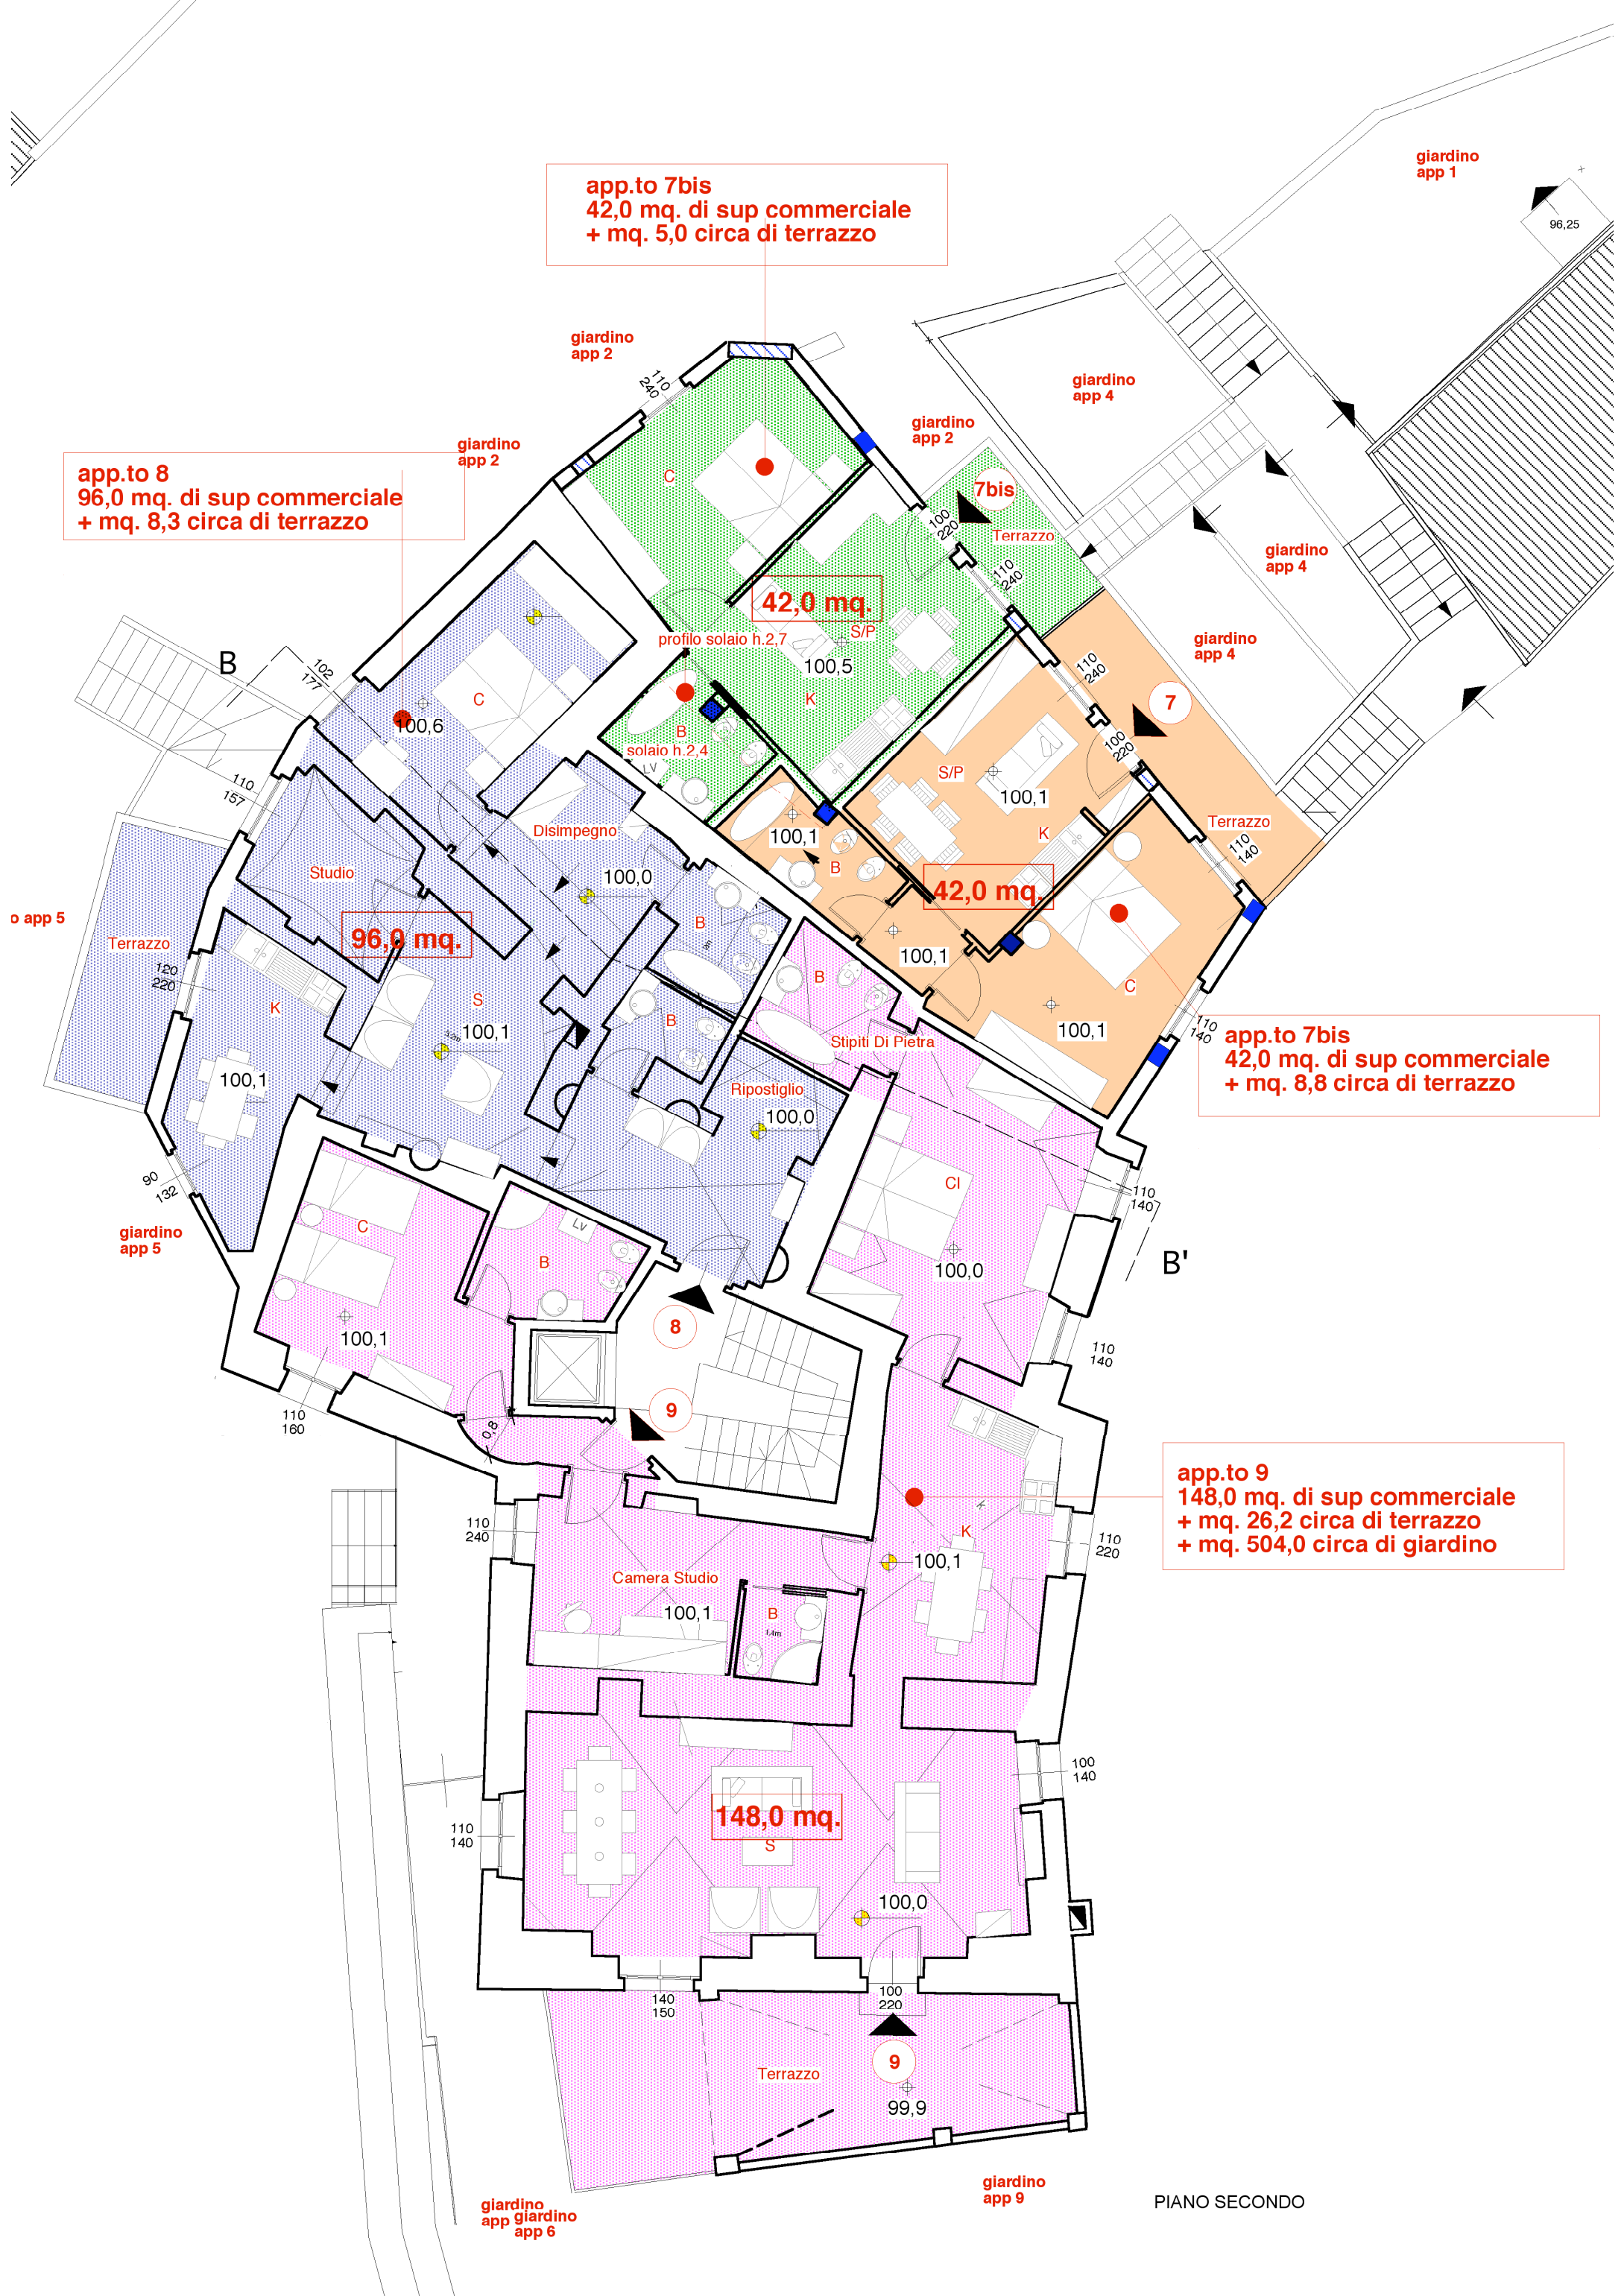 giardino
app 1
96,25
app.to 7bis
42,0 mq. di sup commerciale
+ mq. 5,0 circa di terrazzo
giardino
app 2
giardino
app 4
110
240
giardino
app 2
giardino
app 2
app.to 8
96,0 mq. di sup commerciale
+ mq. 8,3 circa di terrazzo
C
7bis
100
220
Terrazzo
giardino
app 4
110
240
42,0 mq.
S/P
profilo solaio h.2,7
100,5
giardino
app 4
B
102
177
C
K
110
240
7
100,6
B
solaio h.2,4
LV
100
220
S/P
100,1
110
157
Disimpegno
100,1
K
Terrazzo
110
140
Studio
100,0
B
42,0 mq.
o app 5
Terrazzo
96,0 mq.
B
100,1
120
220
K
S
B
C
100,1
100,1
B
Stipiti Di Pietra
110
140
app.to 7bis
42,0 mq. di sup commerciale
+ mq. 8,8 circa di terrazzo
100,1
Ripostiglio
100,0
90
132
CI
110
140
giardino
app 5
C
LV
B
100,0
B'
100,1
8
110
140
110
160
9
0,8
app.to 9
148,0 mq. di sup commerciale
+ mq. 26,2 circa di terrazzo
+ mq. 504,0 circa di giardino
110
240
K
100,1
110
220
Camera Studio
100,1
B
1,4m
100
140
148,0 mq.
S
110
140
100,0
140
150
100
220
9
Terrazzo
99,9
giardino
app 9
giardino
app
giardino
app 6
PIANO SECONDO